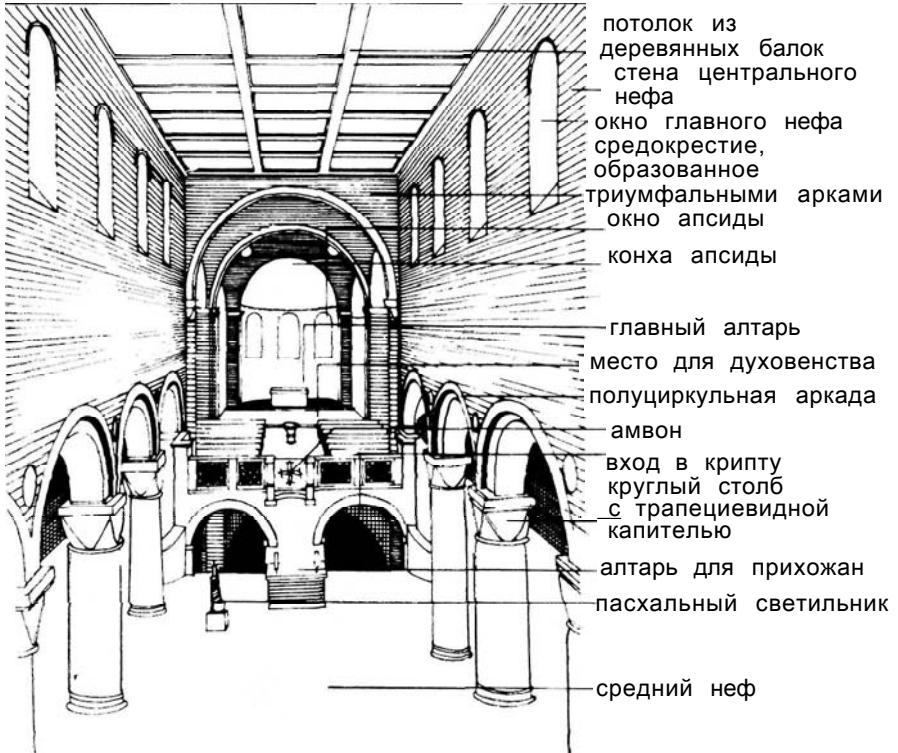 потолок из
деревянных балок
стена центрального
нефа
окно главного нефа
средокрестие,
образованное
триумфальными арками
окно апсиды
конха апсиды
главный алтарь
место для духовенства
полуциркульная аркада
амвон
вход в крипту
круглый столб
с трапециевидной
капителью
алтарь для прихожан
пасхальный светильник
средний неф